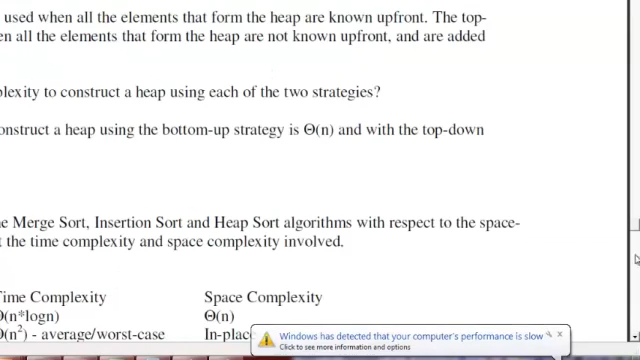 used when all the elements that form the heap are known upfront. The top-
en all the elements that form the heap are not known upfront, and are added
plexity to construct a heap using each of the two strategies?
onstruct a heap using the bottom-up strategy is Θ(n) and with the top-down
he Merge Sort, Insertion Sort and Heap Sort algorithms with respect to the space-
t the time complexity and space complexity involved.
Time Complexity Space Complexity
Θ(n*logn) Θ(n)
Θ(n²) - average/worst-case In-place
Windows has detected that your computer's performance is slow
Click to see more information and options